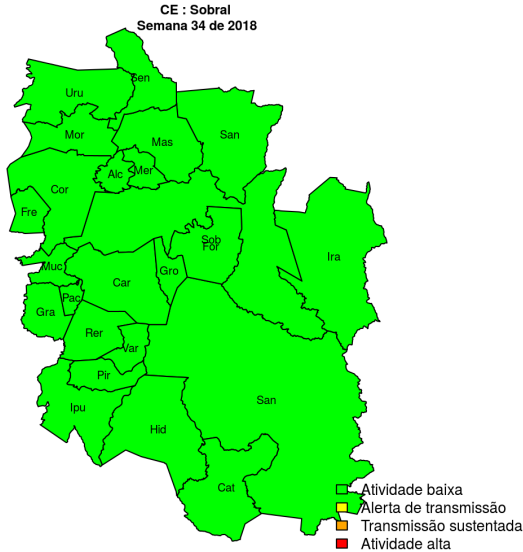 CE : Sobral
Semana 34 de 2018
Sen
Uru
Mor
Mas
San
Alc
Mer
Cor
Fre
Sob
For
Ira
Muc
Gro
Car
Pac
Gra
Rer
Var
Pir
San
Ipu
Hid
Cat
Atividade baixa
Alerta de transmissão
Transmissão sustentada
Atividade alta